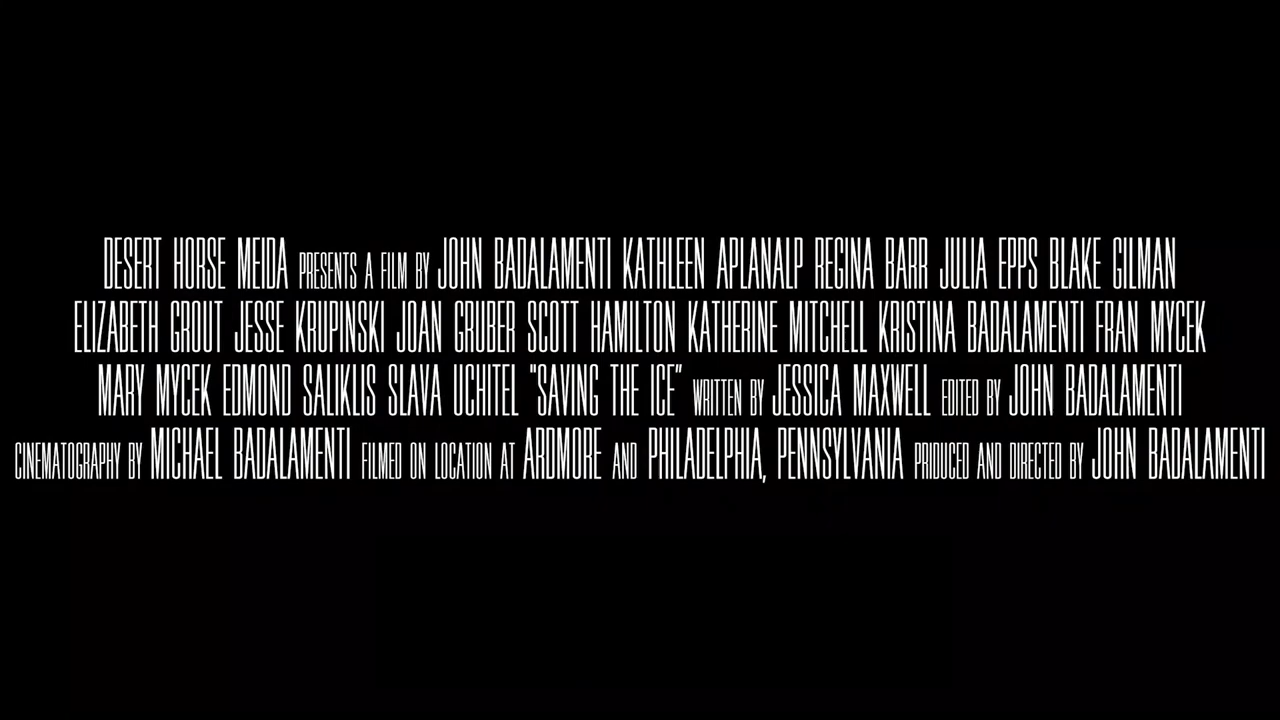 DESERT HORSE MEIDA PRESENTS A FILM BY JOHN BADALAMENTI KATHLEEN APLANALP REGINA BARR JULIA EPPS BLAKE GILMAN
ELIZABETH GROUT JESSE KRUPINSKI JOAN GRUBER SCOTT HAMILTON KATHERINE MITCHELL KRISTINA BADALAMENTI FRAN MYCEK
MARY MYCEK EDMOND SALIKLIS SLAVA UCHITEL "SAVING THE ICE" WRITTEN BY JESSICA MAXWELL EDITED BY JOHN BADALAMENTI
CINEMATOGRAPHY BY MICHAEL BADALAMENTI FILMED ON LOCATION AT ARDMORE AND PHILADELPHIA, PENNSYLVANIA PRODUCED AND DIRECTED BY JOHN BADALAMENTI